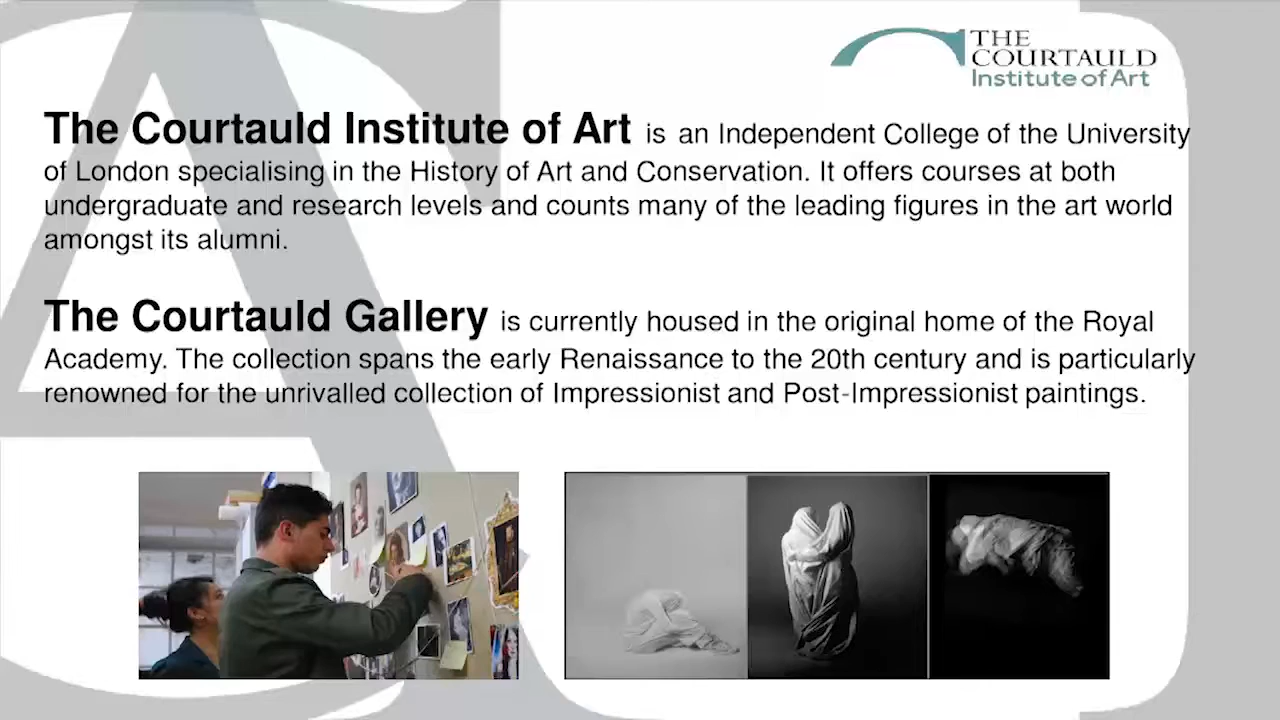 THE
COURTAULD
Institute of Art
The Courtauld Institute of Art is an Independent College of the University
of London specialising in the History of Art and Conservation. It offers courses at both
undergraduate and research levels and counts many of the leading figures in the art world
amongst its alumni.
The Courtauld Gallery is currently housed in the original home of the Royal
Academy. The collection spans the early Renaissance to the 20th century and is particularly
renowned for the unrivalled collection of Impressionist and Post-Impressionist paintings.